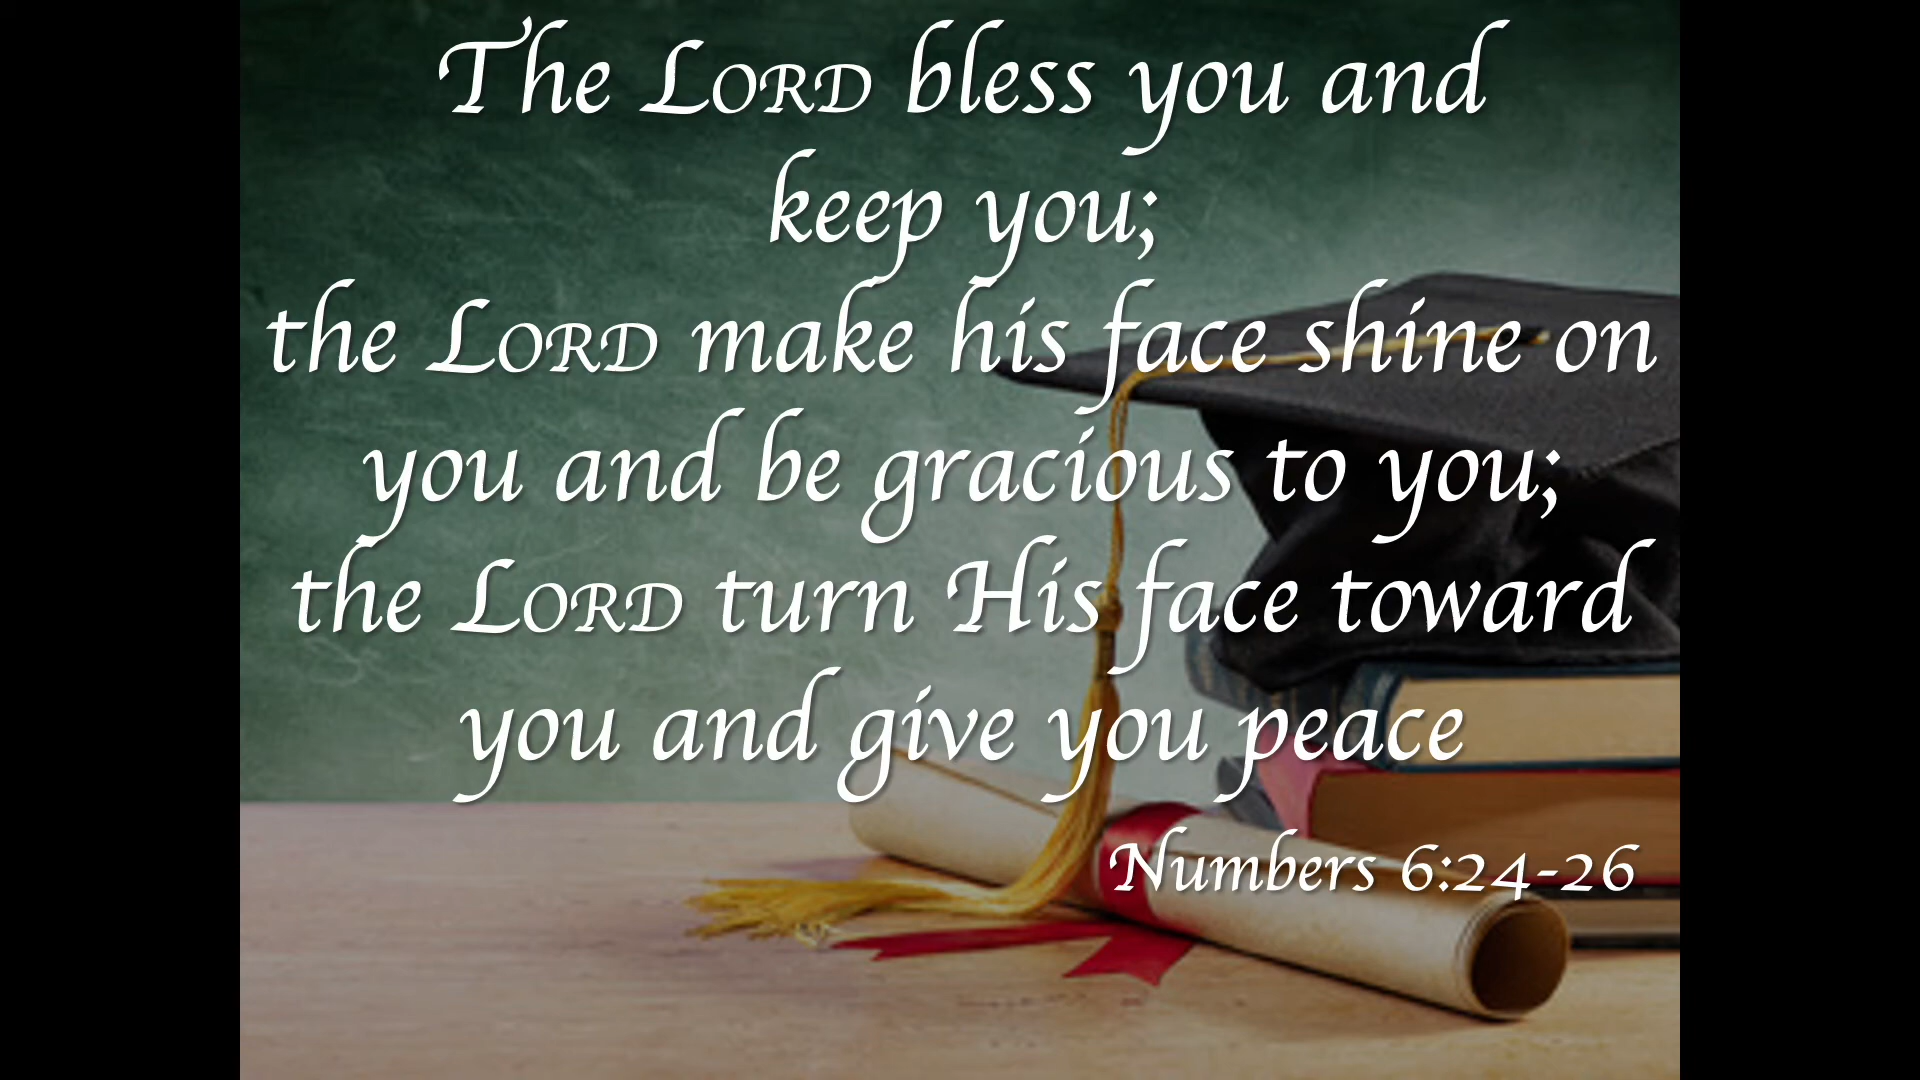 The LORD bless you and
keep you;
the LORD make his face shine on
you and be gracious to you;
the LORD turn His face toward
you and give you peace
Numbers 6:24-26